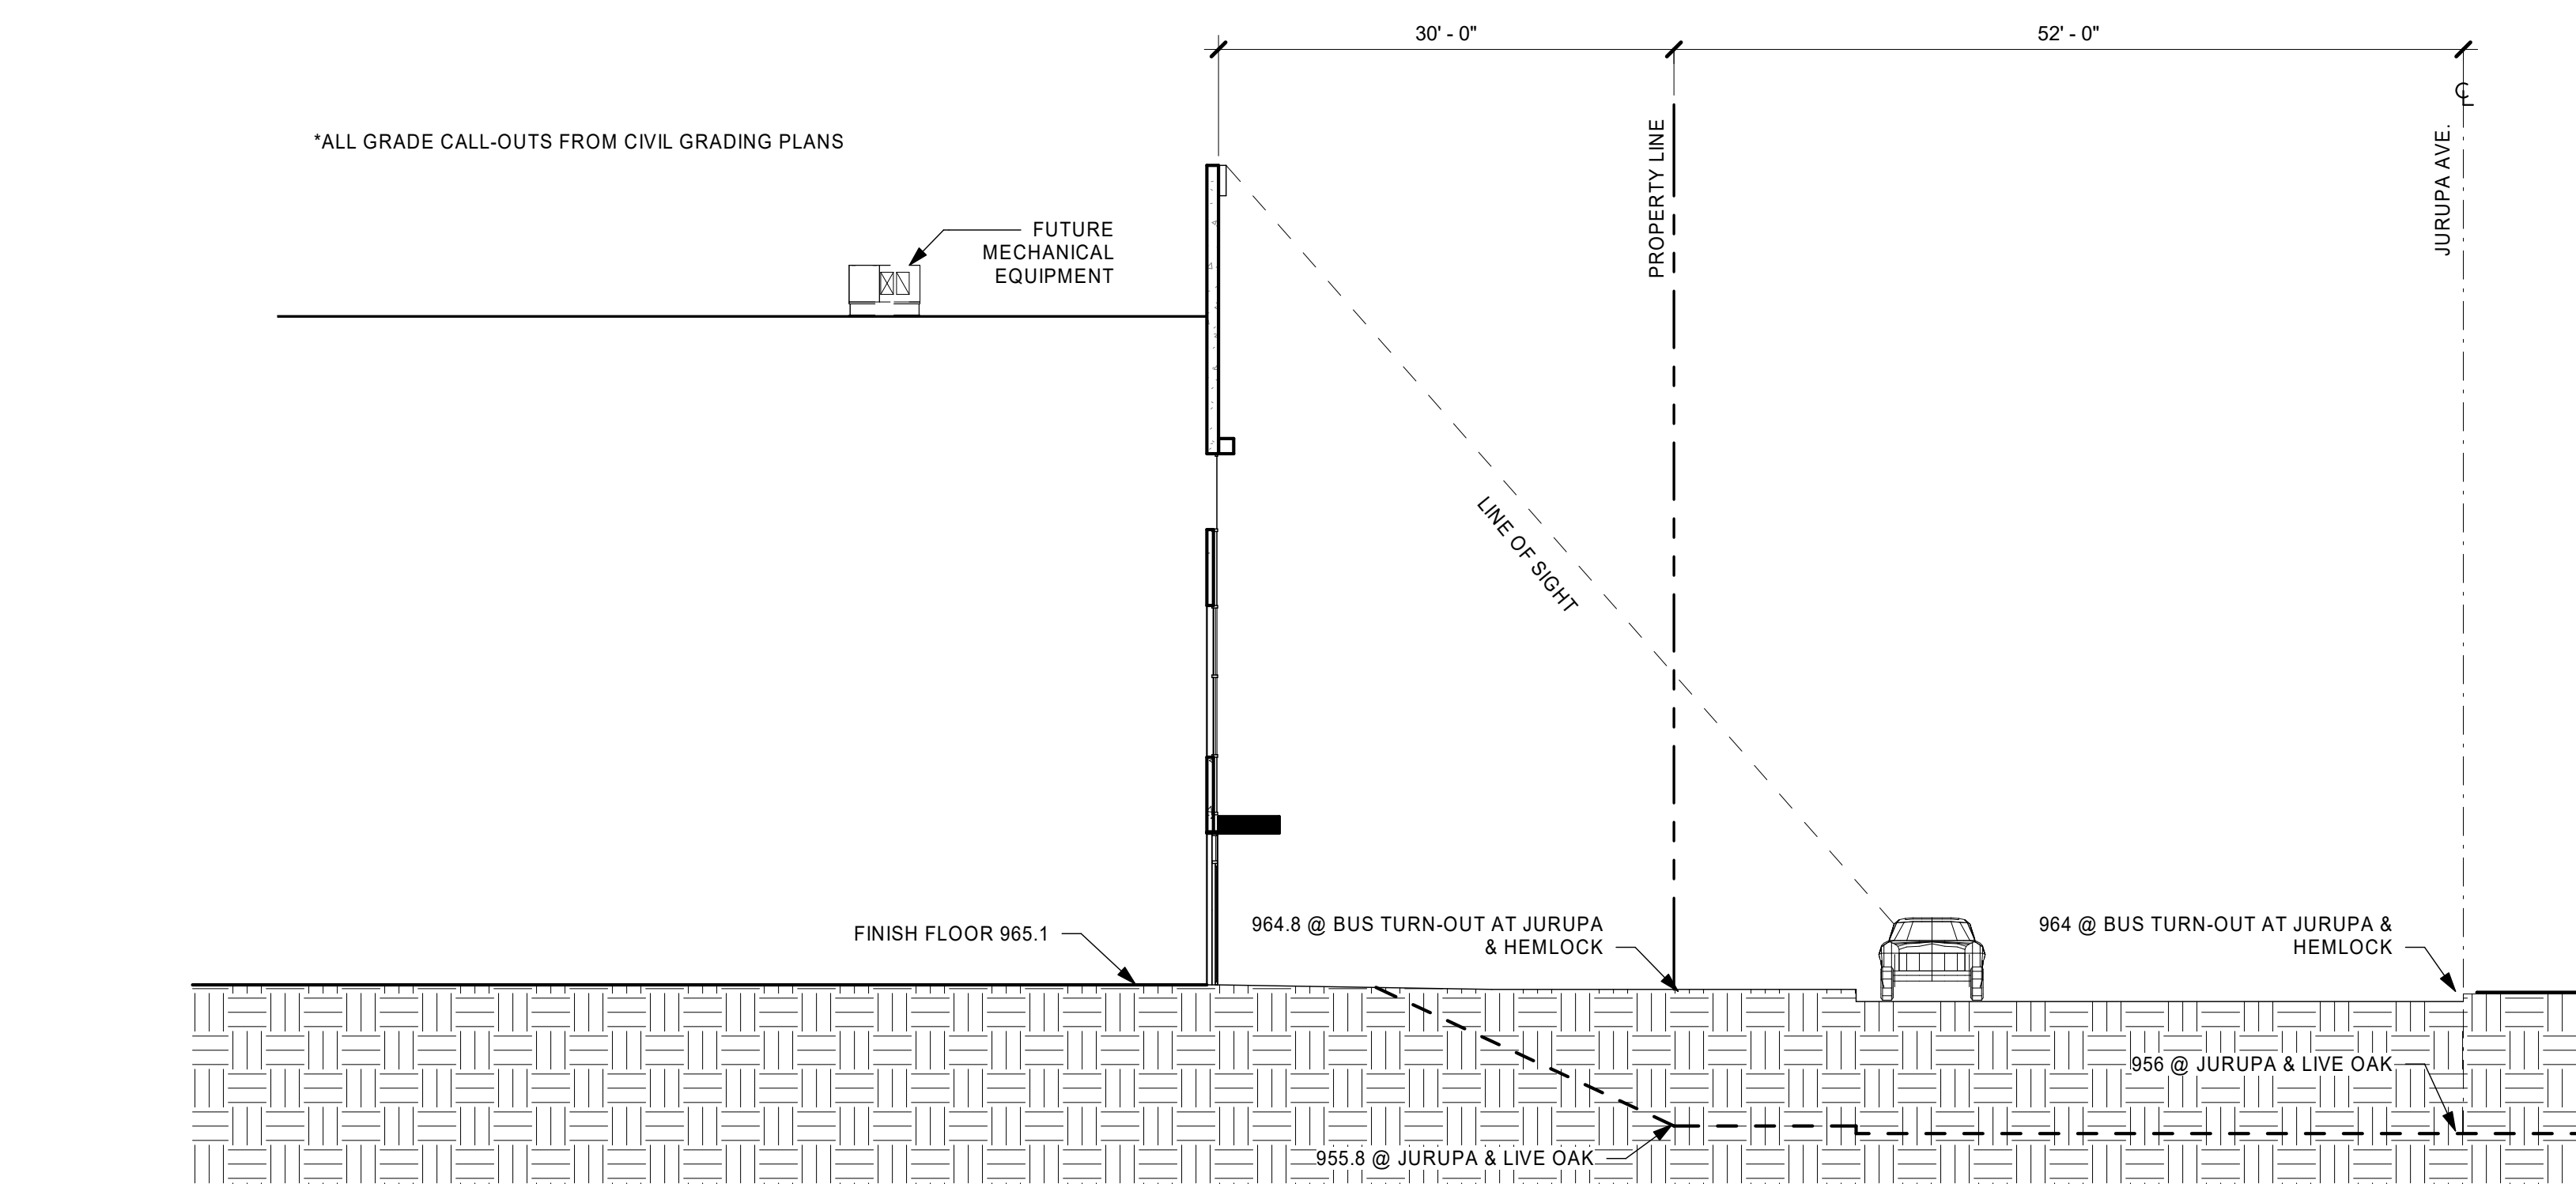 30' - 0"
52' - 0"
℄
*ALL GRADE CALL-OUTS FROM CIVIL GRADING PLANS
PROPERTY LINE
JURUPA AVE.
FUTURE
MECHANICAL
EQUIPMENT
LINE OF SIGHT
FINISH FLOOR 965.1
964.8 @ BUS TURN-OUT AT JURUPA
& HEMLOCK
964 @ BUS TURN-OUT AT JURUPA &
HEMLOCK
956 @ JURUPA & LIVE OAK
955.8 @ JURUPA & LIVE OAK